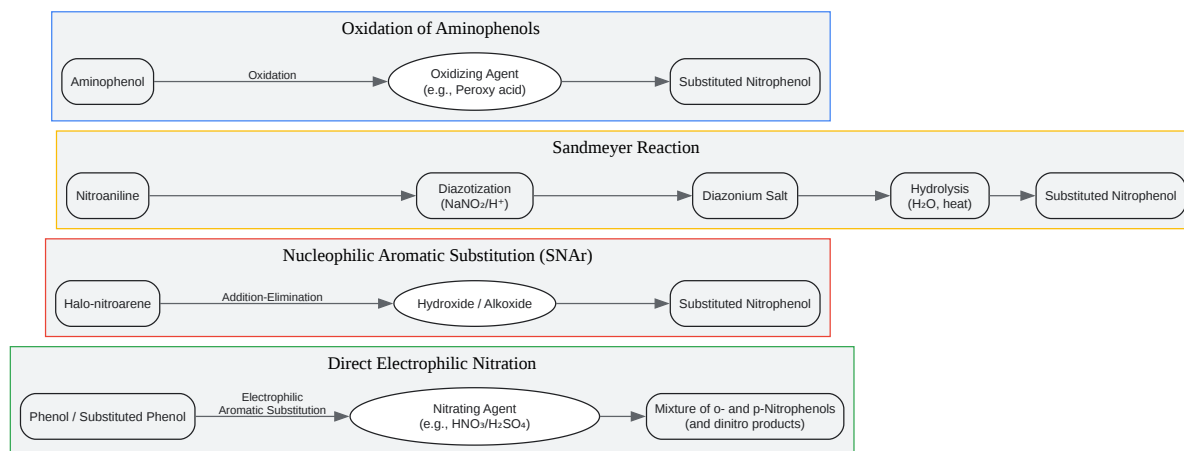 Oxidation of Aminophenols
Aminophenol
Oxidation
Oxidizing Agent
(e.g., Peroxy acid)
Substituted Nitrophenol
Sandmeyer Reaction
Nitroaniline
Diazotization
(NaNO₂/H⁺)
Diazonium Salt
Hydrolysis
(H₂O, heat)
Substituted Nitrophenol
Nucleophilic Aromatic Substitution (SNAr)
Halo-nitroarene
Addition-Elimination
Hydroxide / Alkoxide
Substituted Nitrophenol
Direct Electrophilic Nitration
Phenol / Substituted Phenol
Electrophilic
Aromatic Substitution
Nitrating Agent
(e.g., HNO₃/H₂SO₄)
Mixture of o- and p-Nitrophenols
(and dinitro products)